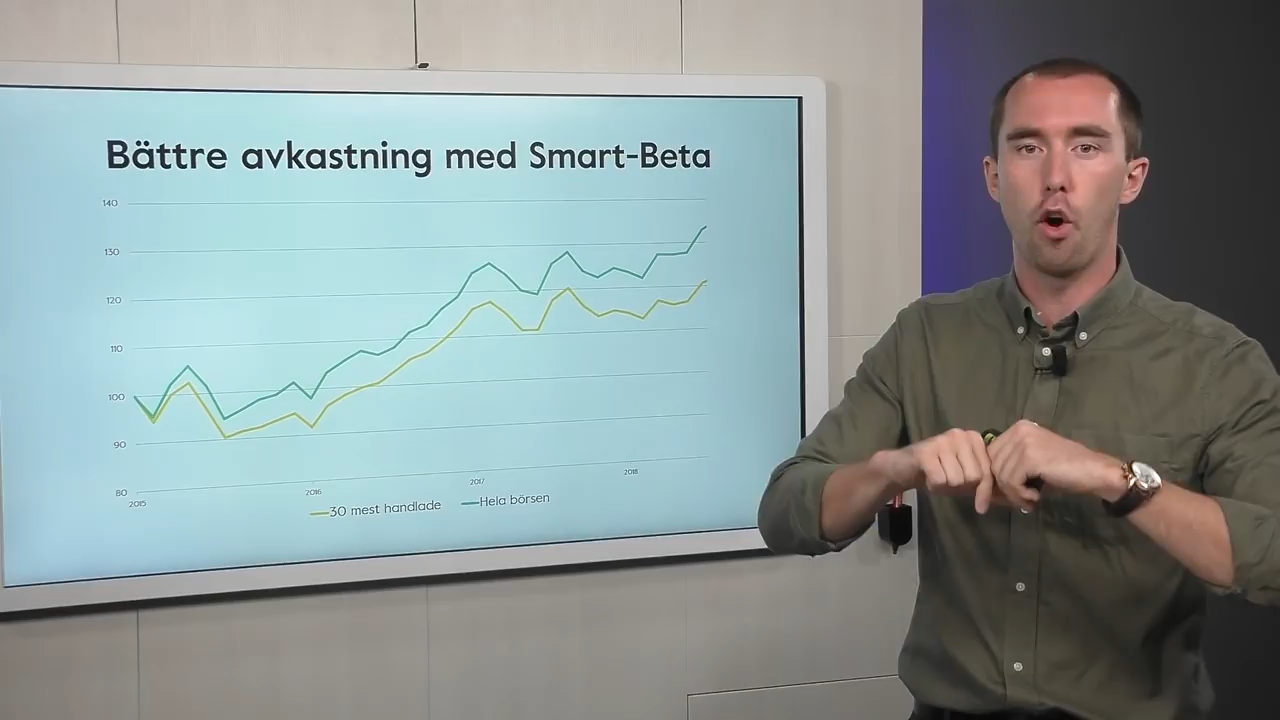 Bättre avkastning med Smart-Beta
140
130
120
110
100
90
80
2015 2016 2017 2018
30 mest handlade Hela börsen